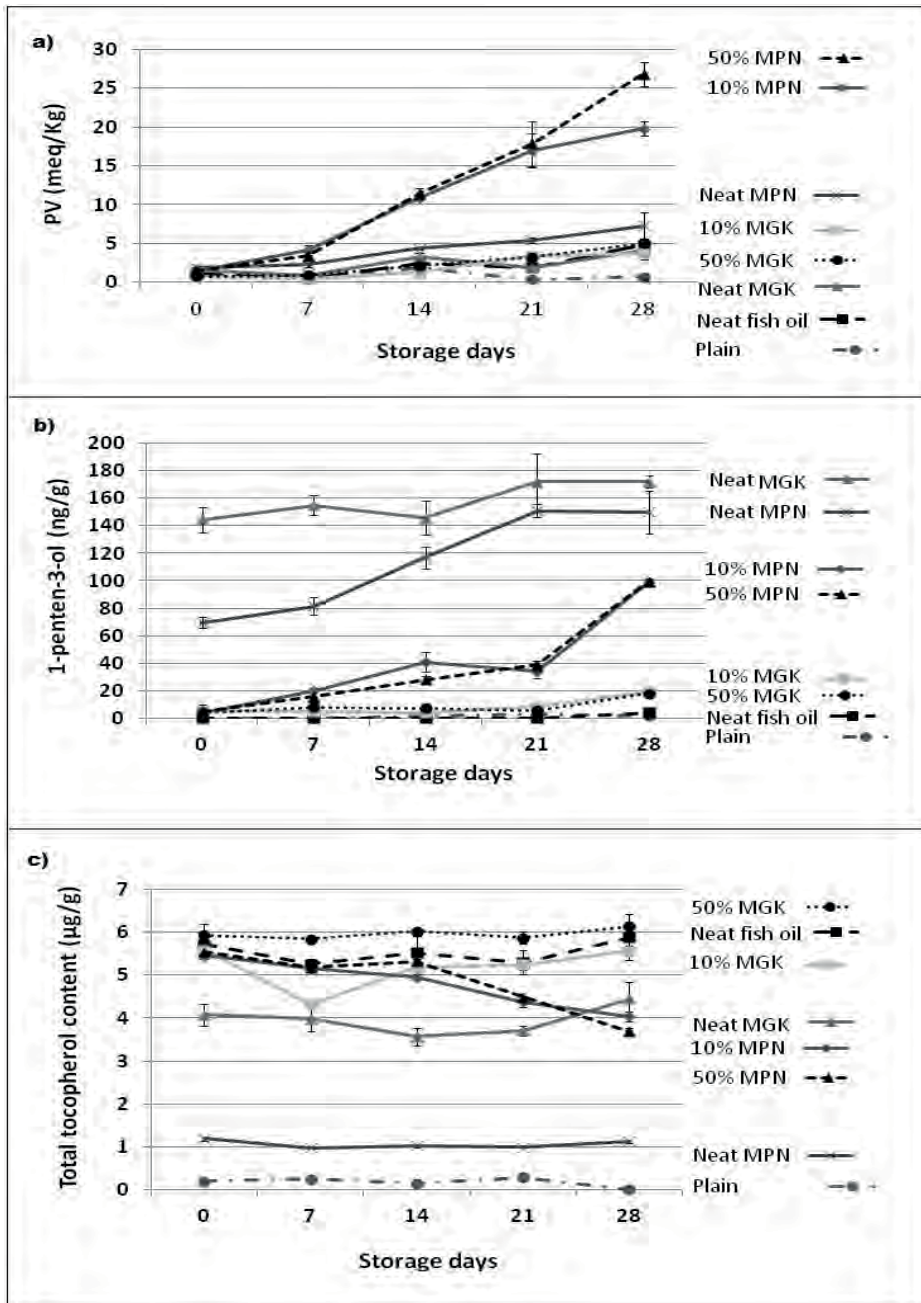 a)
PV (meq/Kg)
30
25
20
15
10
5
0
0 7 14 21 28
Storage days
50% MPN
10% MPN
Neat MPN
10% MGK
50% MGK
Neat MGK
Neat fish oil
Plain
b)
1-penten-3-ol (ng/g)
200
180
160
140
120
100
80
60
40
20
0
0 7 14 21 28
Storage days
Neat MGK
Neat MPN
10% MPN
50% MPN
10% MGK
50% MGK
Neat fish oil
Plain
c)
Total tocopherol content (µg/g)
7
6
5
4
3
2
1
0
0 7 14 21 28
Storage days
50% MGK
Neat fish oil
10% MGK
Neat MGK
10% MPN
50% MPN
Neat MPN
Plain